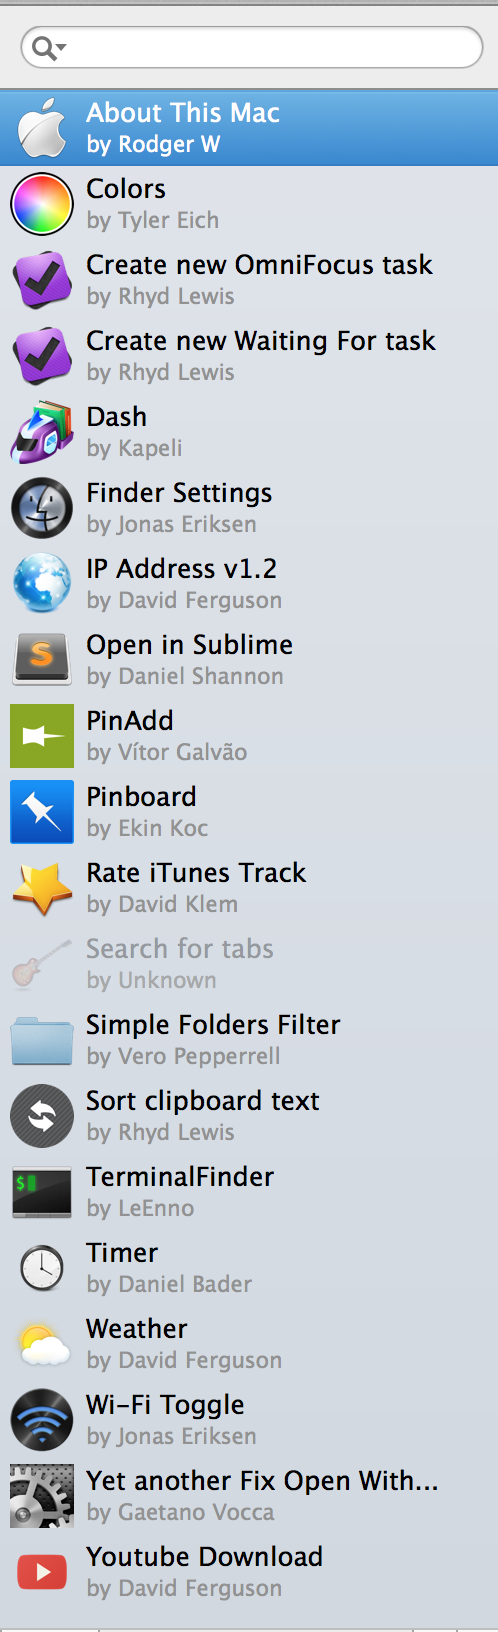 About This Mac
by Rodger W
Colors
by Tyler Eich
Create new OmniFocus task
by Rhyd Lewis
Create new Waiting For task
by Rhyd Lewis
Dash
by Kapeli
Finder Settings
by Jonas Eriksen
IP Address v1.2
by David Ferguson
Open in Sublime
by Daniel Shannon
PinAdd
by Vítor Galvão
Pinboard
by Ekin Koc
Rate iTunes Track
by David Klem
Search for tabs
by Unknown
Simple Folders Filter
by Vero Pepperrell
Sort clipboard text
by Rhyd Lewis
TerminalFinder
by LeEnno
Timer
by Daniel Bader
Weather
by David Ferguson
Wi-Fi Toggle
by Jonas Eriksen
Yet another Fix Open With...
by Gaetano Vocca
Youtube Download
by David Ferguson